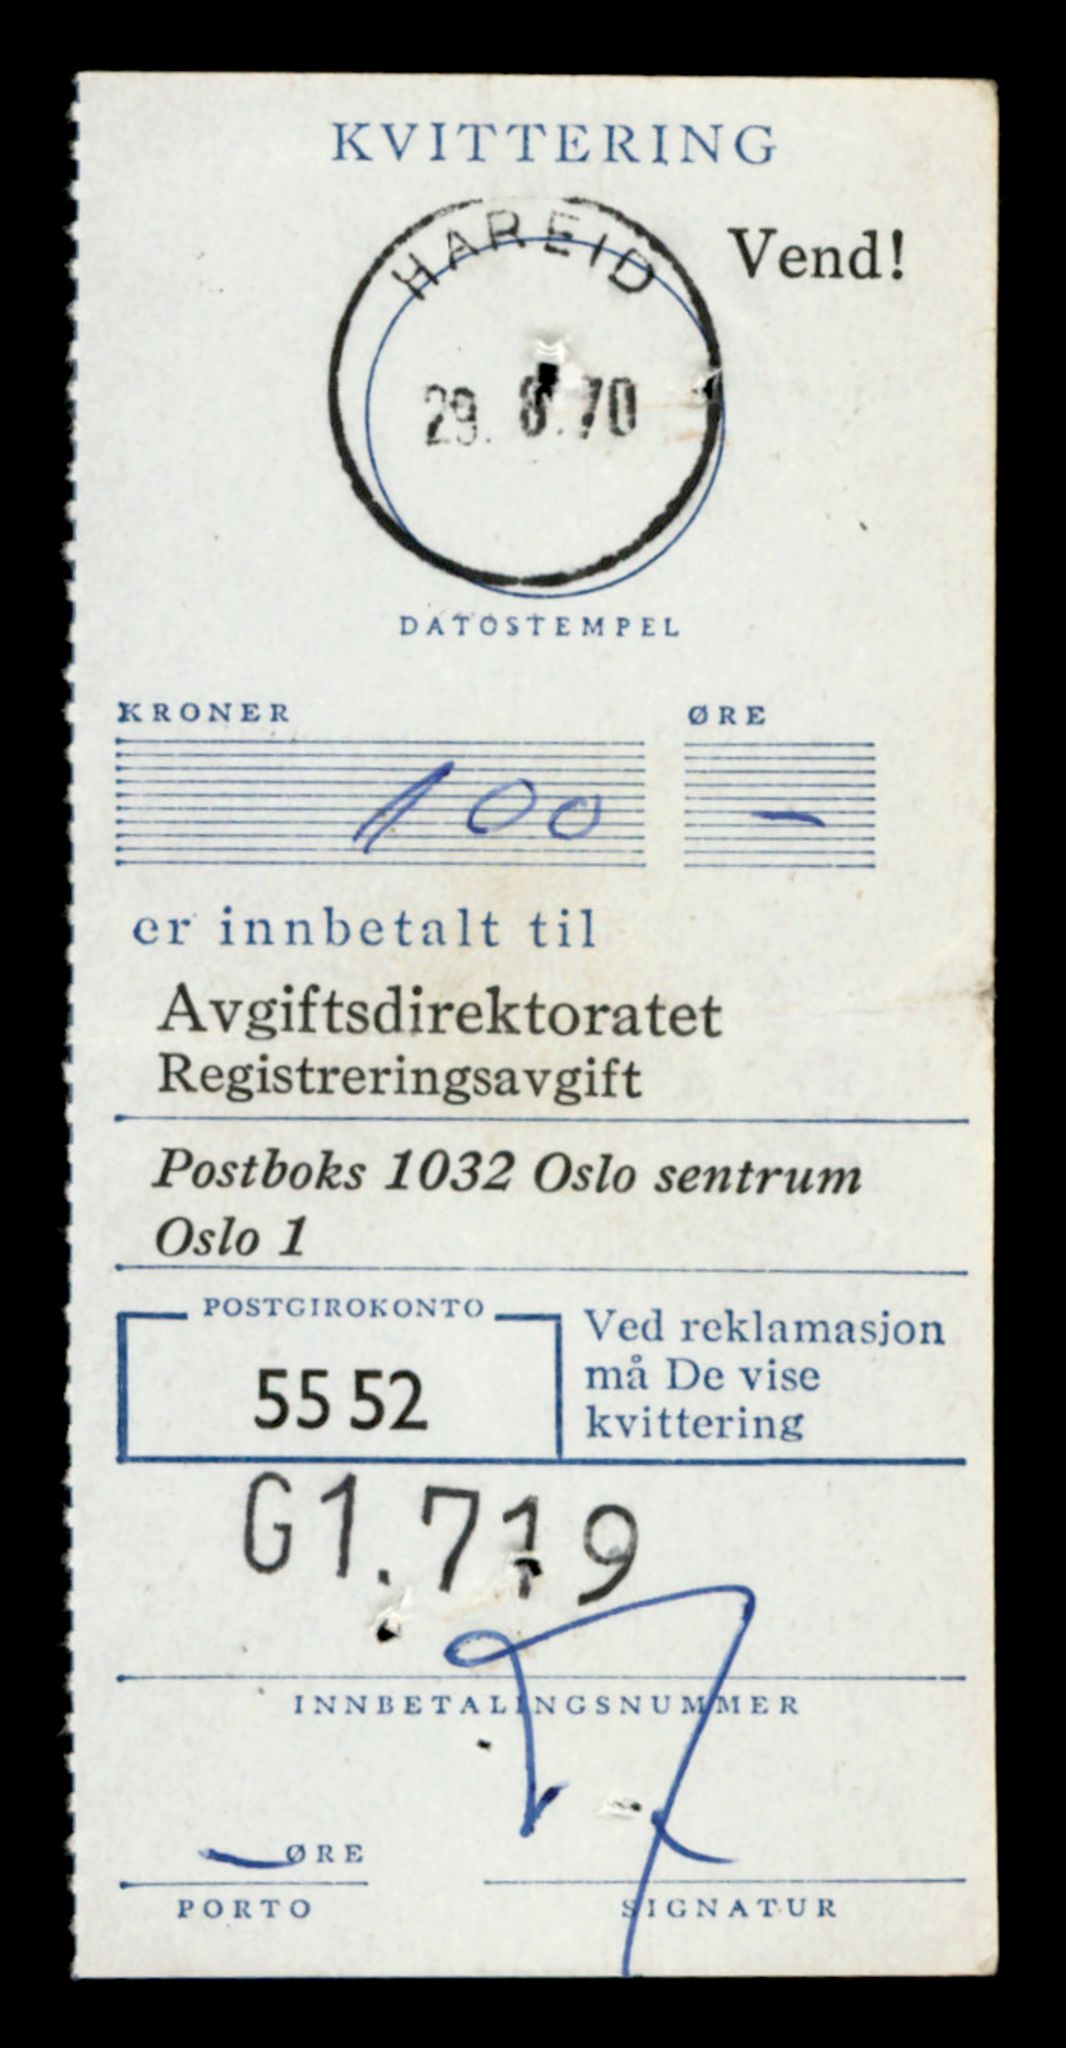 KVITTERING
Vend!
HAREID
29. 8. 70
DATOSTEMPEL
KRONER ØRE
100 —
er innbetalt til
Avgiftsdirektoratet
Registreringsavgift
Postboks 1032 Oslo sentrum
Oslo 1
POSTGIROKONTO
55 52
Ved reklamasjon
må De vise
kvittering
G1.719
INNBETALINGSNUMMER
— ØRE
PORTO
SIGNATUR